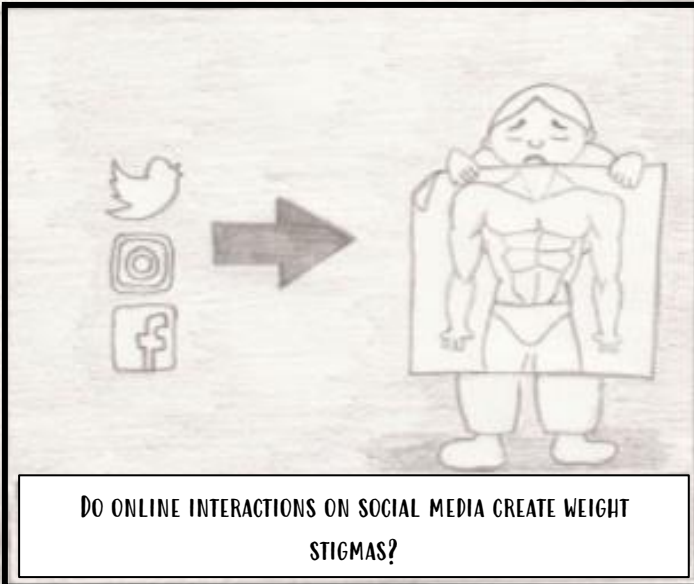 f
DO ONLINE INTERACTIONS ON SOCIAL MEDIA CREATE WEIGHT
STIGMAS?